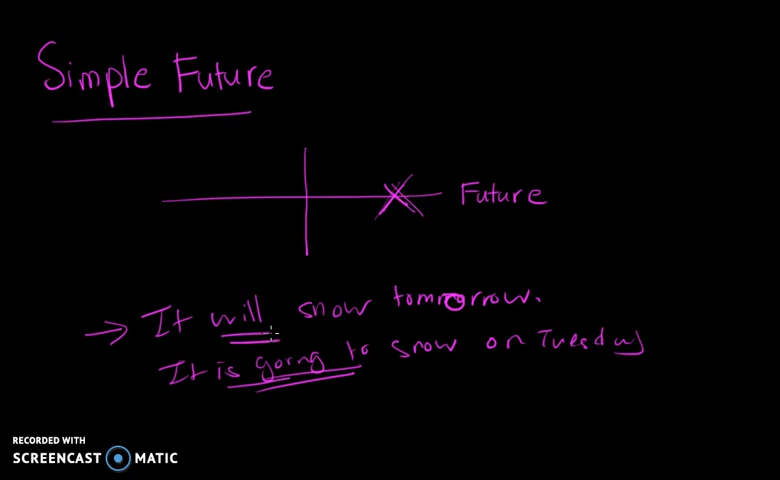 Simple Future
Future
→ It will snow tomorrow.
It is going to snow on Tuesday
RECORDED WITH
SCREENCAST MATIC